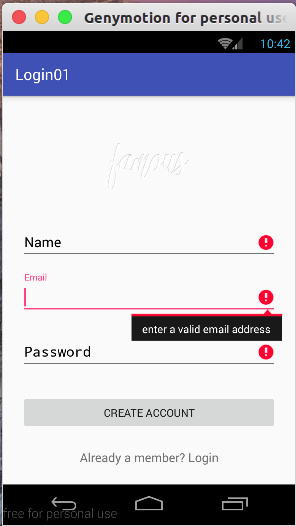 Genymotion for personal use
10:42
Login01
famous
Name
Email
enter a valid email address
Password
CREATE ACCOUNT
Already a member? Login
free for personal use